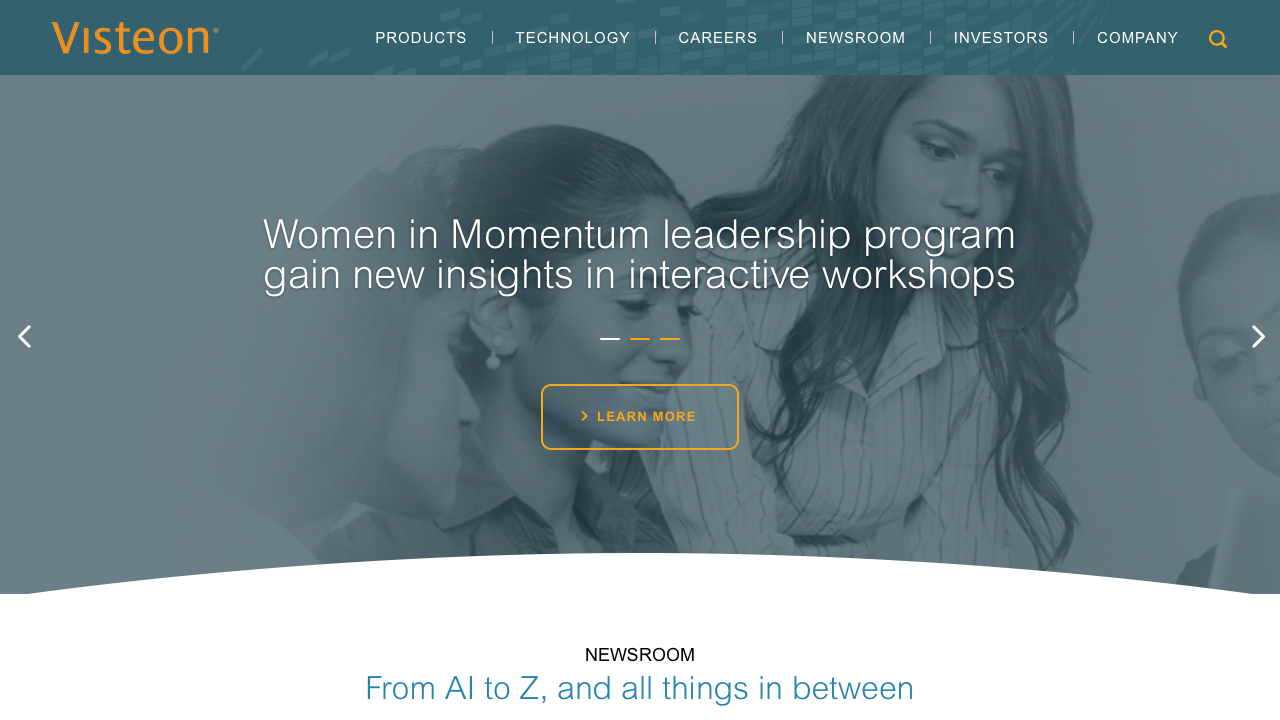 Visteon
PRODUCTS
TECHNOLOGY
CAREERS
NEWSROOM
INVESTORS
COMPANY
Women in Momentum leadership program
gain new insights in interactive workshops
LEARN MORE
NEWSROOM
From AI to Z, and all things in between